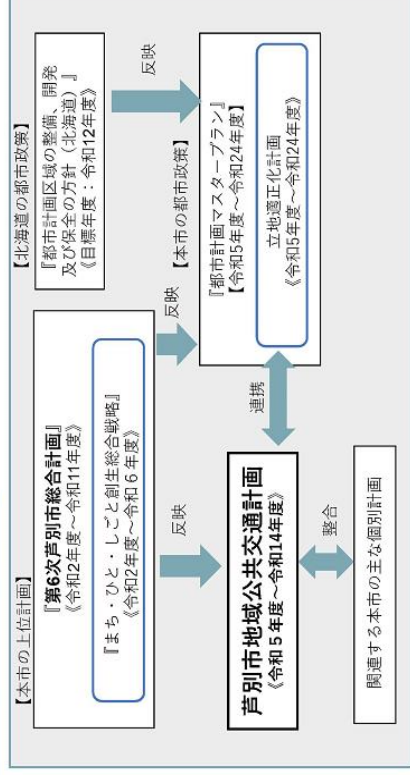 【本市の上位計画】
『第6次芦別市総合計画』
《令和2年度～令和11年度》
『まち・ひと・しごと創生総合戦略』
《令和2年度～令和６年度》
【北海道の都市政策】
『都市計画区域の整備、開発
及び保全の方針（北海道）』
《目標年度：令和12年度》
反映
反映
反映
【本市の都市政策】
『都市計画マスタープラン』
【令和5年度～令和24年度】
立地適正化計画
《令和5年度～令和24年度》
芦別市地域公共交通計画
《令和５年度～令和14年度》
連携
整合
関連する本市の主な個別計画